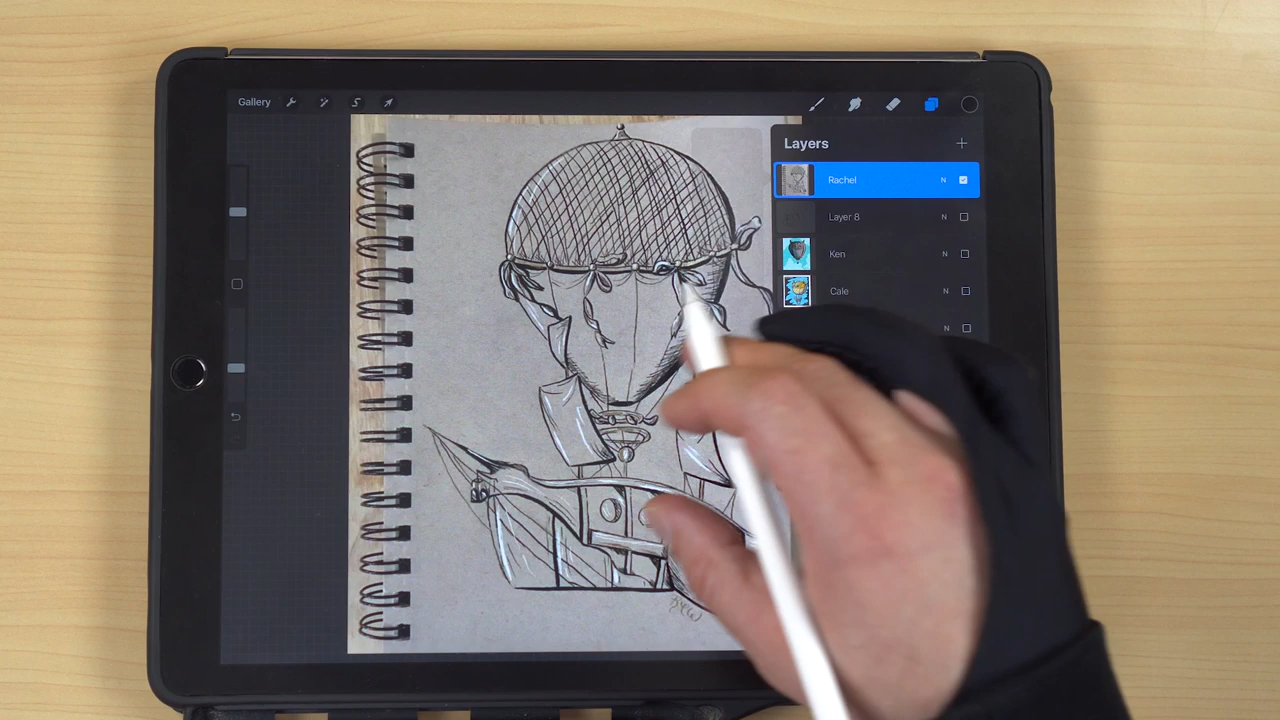 Gallery
Layers
Rachel N
Layer 8 N
Ken N
Cale N
N